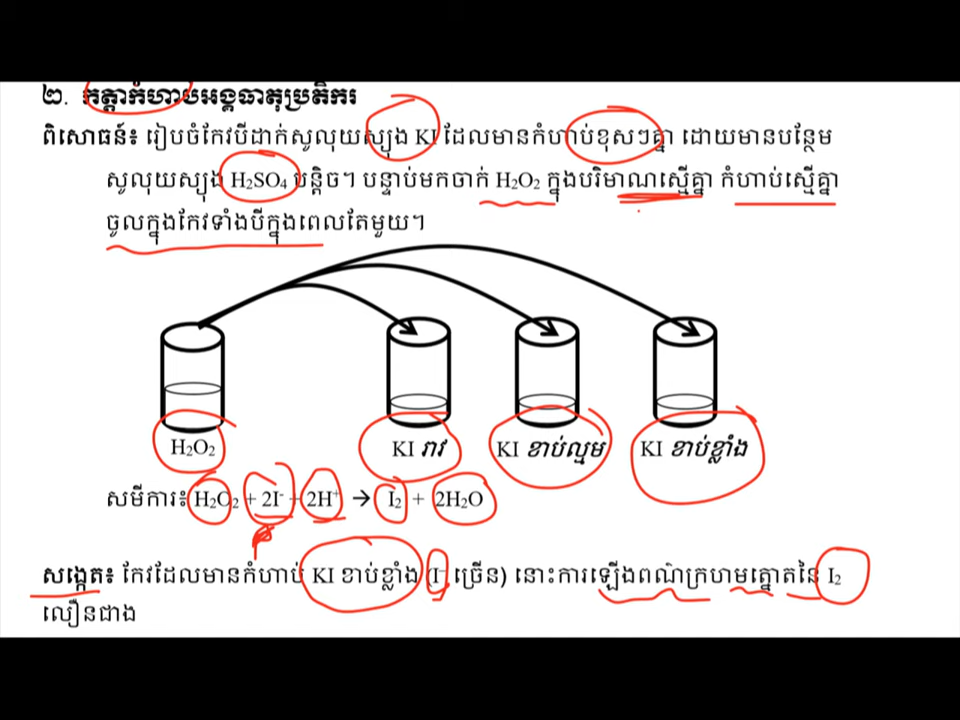 ២. កត្តាកំហាប់អង្គធាតុប្រតិករ
ពិសោធន៍៖ រៀបចំកែវបីដាក់សូលុយស្យុង KI ដែលមានកំហាប់ខុសៗគ្នា ដោយមានបន្ថែម
សូលុយស្យុង H₂SO₄ បន្តិច។ បន្ទាប់មកចាក់ H₂O₂ ក្នុងបរិមាណស្មើគ្នា កំហាប់ស្មើគ្នា
ចូលក្នុងកែវទាំងបីក្នុងពេលតែមួយ។
H₂O₂ KI រាវ KI ខាប់ល្មម KI ខាប់ខ្លាំង
សមីការ៖ H₂O₂ + 2I⁻ + 2H⁺ → I₂ + 2H₂O
សង្កេត៖ កែវដែលមានកំហាប់ KI ខាប់ខ្លាំង (I⁻ ច្រើន) នោះការឡើងពណ៌ក្រហមត្នោតនៃ I₂
លឿនជាង